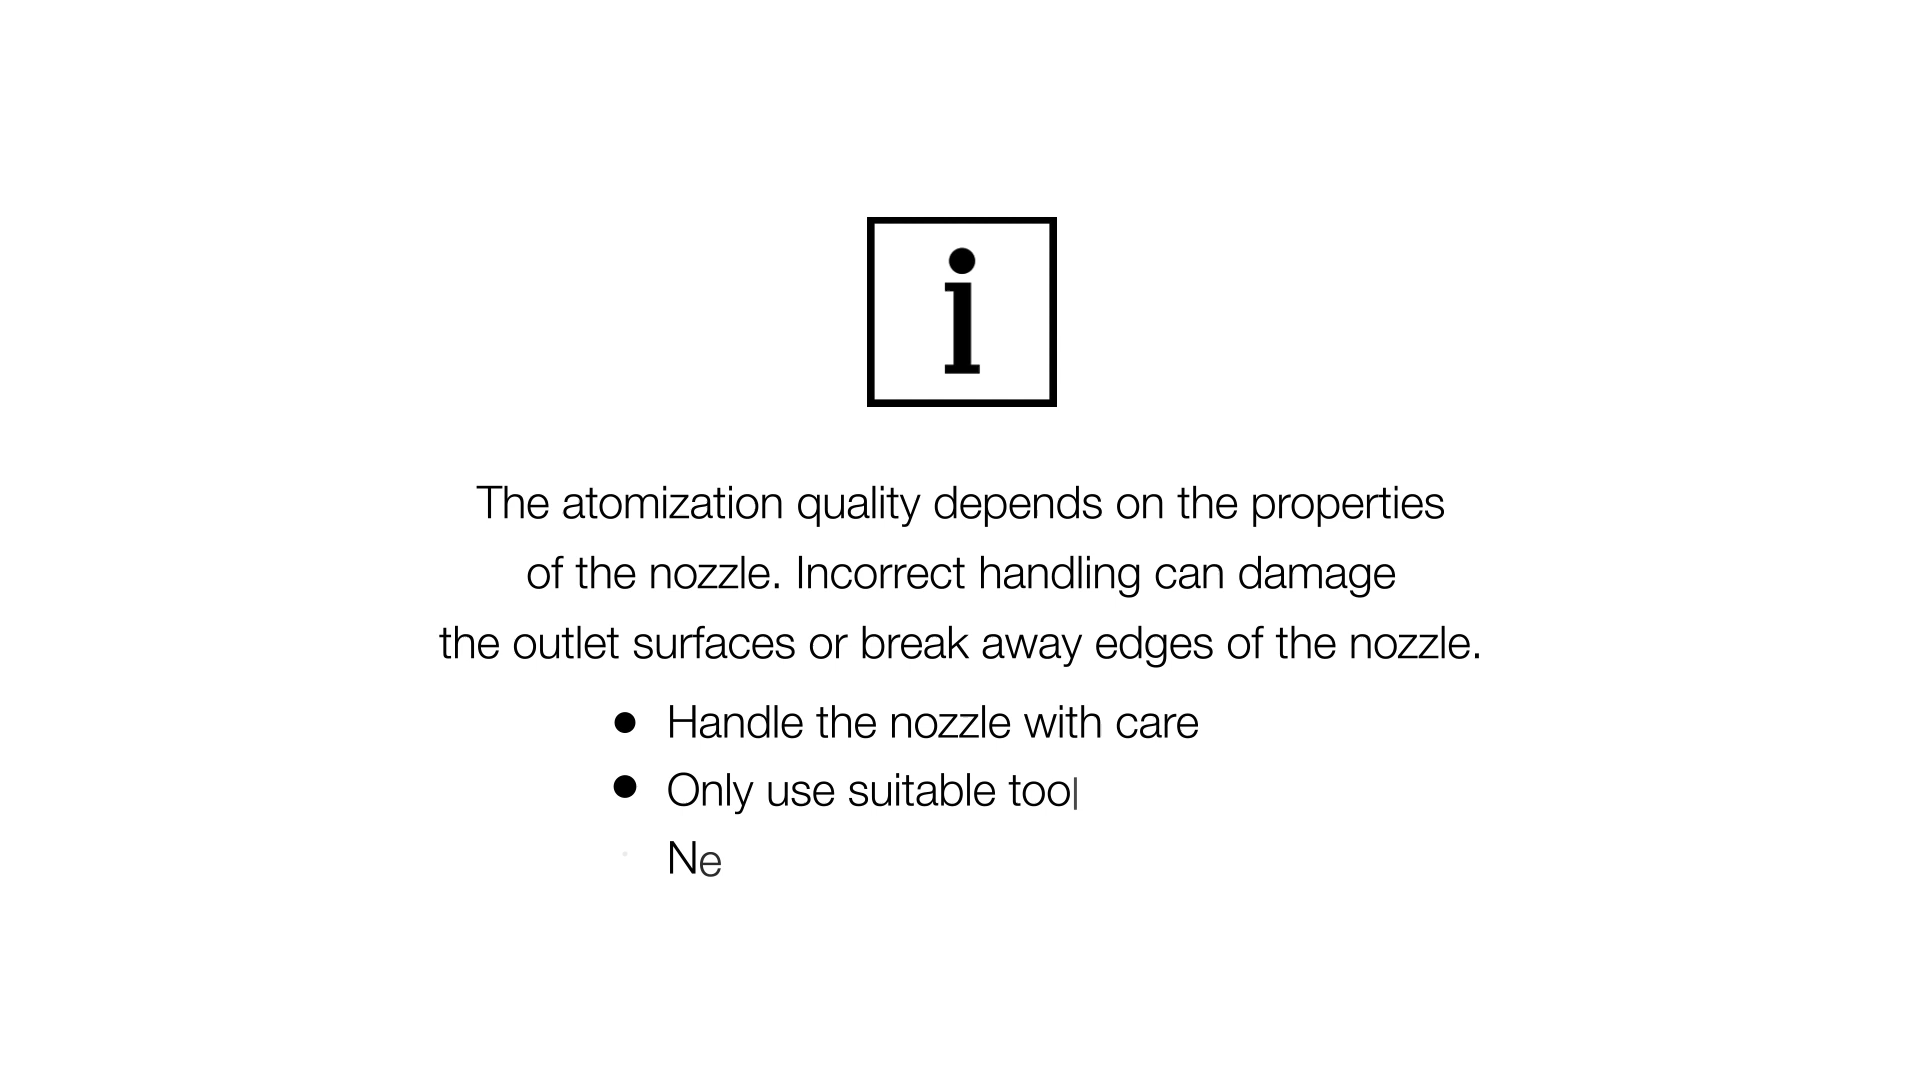 i
The atomization quality depends on the properties
of the nozzle. Incorrect handling can damage
the outlet surfaces or break away edges of the nozzle.
● Handle the nozzle with care
● Only use suitable tool
Ne